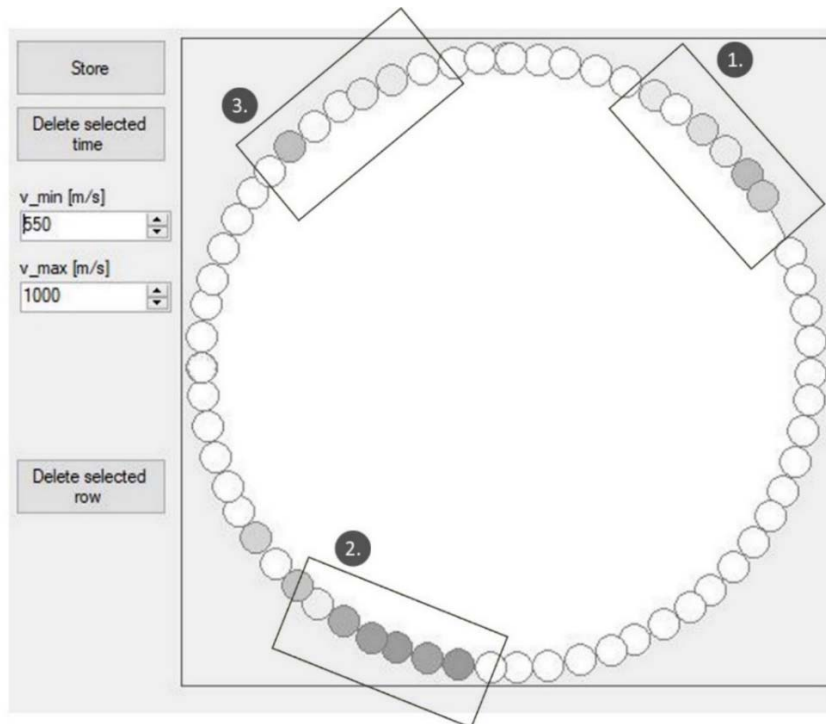 Store
Delete selected
time
v_min [m/s]
550
v_max [m/s]
1000
Delete selected
row
1.
2.
3.